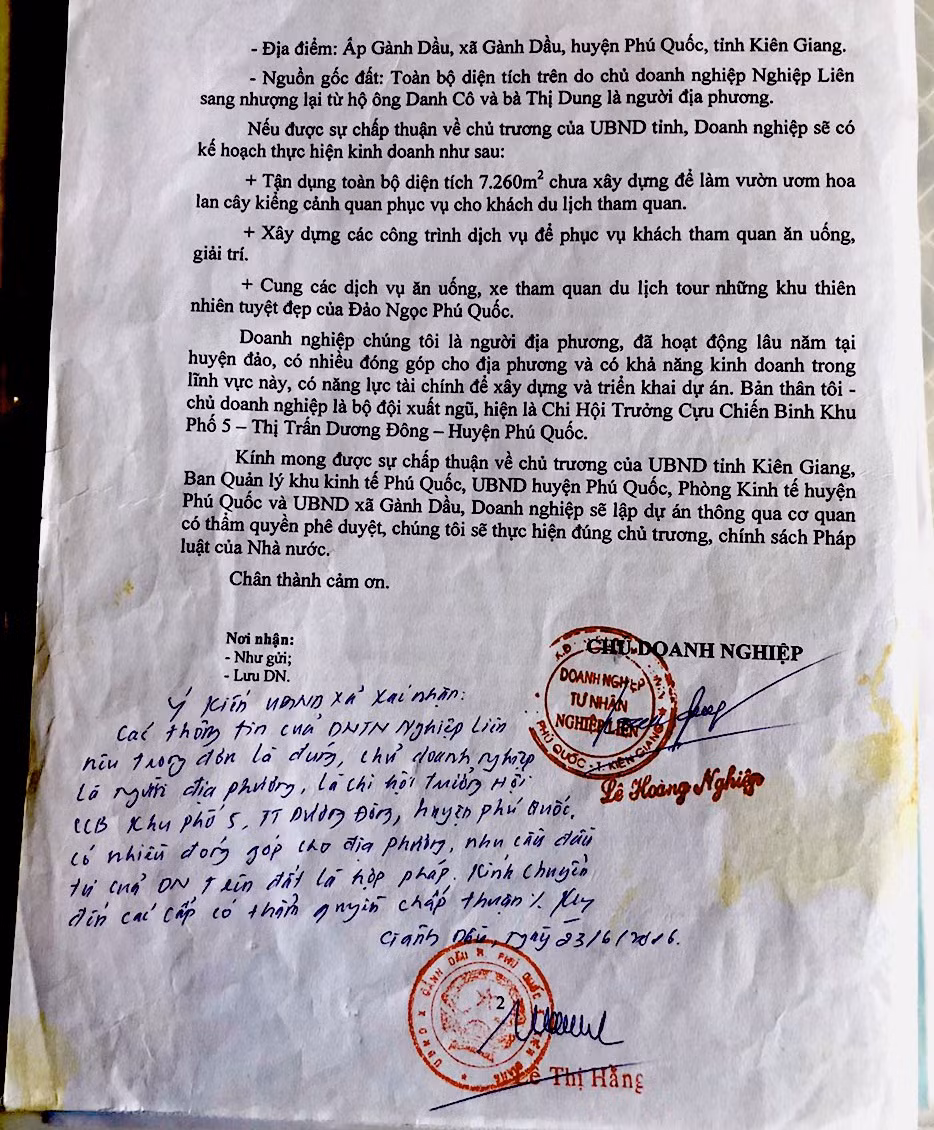 - Địa điểm: Ấp Gành Dầu, xã Gành Dầu, huyện Phú Quốc, tỉnh Kiên Giang.
- Nguồn gốc đất: Toàn bộ diện tích trên do chủ doanh nghiệp Nghiệp Liên
sang nhượng lại từ hộ ông Danh Cô và bà Thị Dung là người địa phương.
Nếu được sự chấp thuận về chủ trương của UBND tỉnh, Doanh nghiệp sẽ có
kế hoạch thực hiện kinh doanh như sau:
+ Tận dụng toàn bộ diện tích 7.260m² chưa xây dựng để làm vườn ươm hoa
lan cây kiểng cảnh quan phục vụ cho khách du lịch tham quan.
+ Xây dựng các công trình dịch vụ để phục vụ khách tham quan ăn uống,
giải trí.
+ Cung các dịch vụ ăn uống, xe tham quan du lịch tour những khu thiên
nhiên tuyệt đẹp của Đảo Ngọc Phú Quốc.
Doanh nghiệp chúng tôi là người địa phương, đã hoạt động lâu năm tại
huyện đảo, có nhiều đóng góp cho địa phương và có khả năng kinh doanh trong
lĩnh vực này, có năng lực tài chính để xây dựng và triển khai dự án. Bản thân tôi -
chủ doanh nghiệp là bộ đội xuất ngũ, hiện là Chi Hội Trưởng Cựu Chiến Binh Khu
Phố 5 – Thị Trấn Dương Đông – Huyện Phú Quốc.
Kính mong được sự chấp thuận về chủ trương của UBND tỉnh Kiên Giang,
Ban Quản lý khu kinh tế Phú Quốc, UBND huyện Phú Quốc, Phòng Kinh tế huyện
Phú Quốc và UBND xã Gành Dầu, Doanh nghiệp sẽ lập dự án thông qua cơ quan
có thẩm quyền phê duyệt, chúng tôi sẽ thực hiện đúng chủ trương, chính sách Pháp
luật của Nhà nước.
Chân thành cảm ơn.
Nơi nhận:
- Như gửi;
- Lưu DN.
CHỦ DOANH NGHIỆP
DOANH NGHIỆP
TƯ NHÂN
NGHIỆP LIÊN
PHÚ QUỐC - T. KIÊN GIANG
Lê Hoàng Nghiệp
Ý Kiến UBND xã xác nhận:
Các thông tin của DNTN Nghiệp Liên
nêu trong đơn là đúng, chủ doanh nghiệp
là người địa phương, là chi hội trưởng Hội
CCB Khu phố 5, TT Dương Đông, huyện phú Quốc,
có nhiều đóng góp cho địa phương, nhu cầu đầu
tư của DN trên đất là hợp pháp. Kính chuyển
đến các cấp có thẩm quyền chấp thuận ./.
Gành Dầu, ngày 23/6/2016.
UBND X GÀNH DẦU H PHÚ QUỐC
2
Lê Thị Hằng